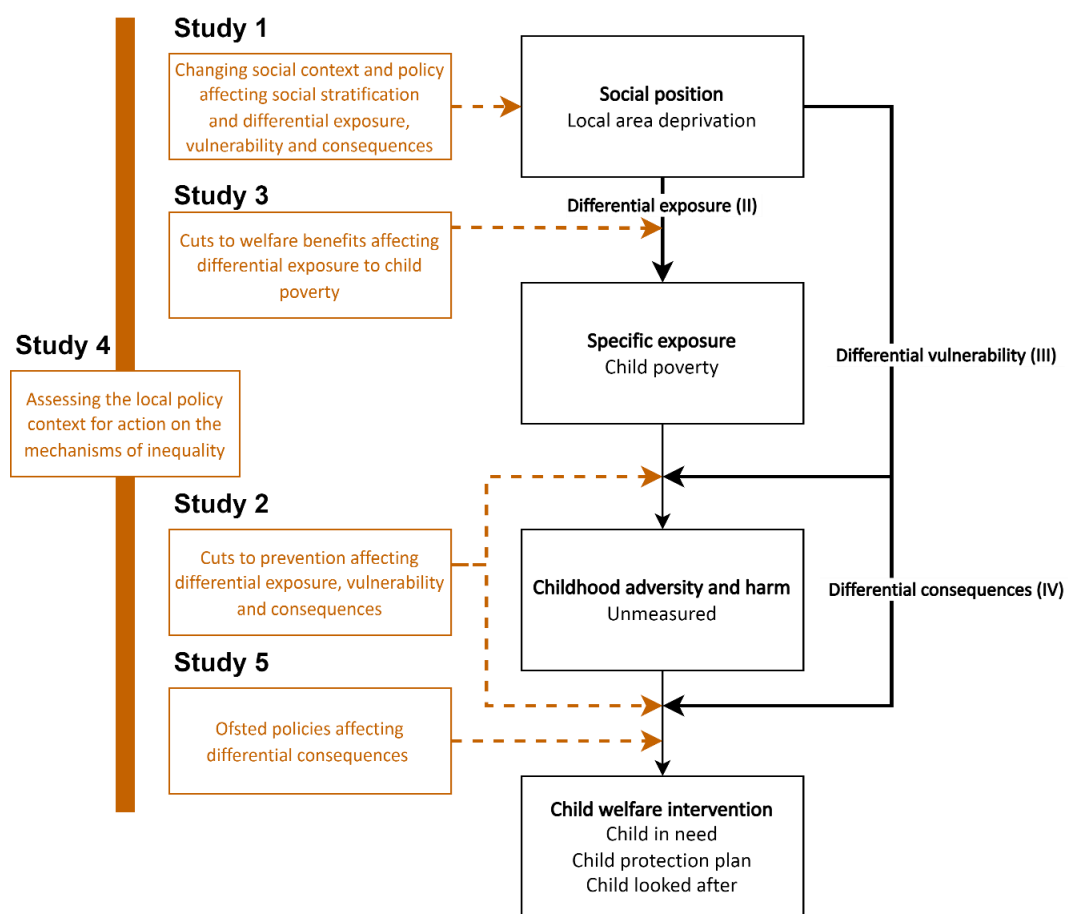 Study 1
Changing social context and policy
affecting social stratification
and differential exposure,
vulnerability and consequences
Social position
Local area deprivation
Study 3
Differential exposure (II)
Cuts to welfare benefits affecting
differential exposure to child
poverty
Specific exposure
Child poverty
Differential vulnerability (III)
Study 4
Assessing the local policy
context for action on the
mechanisms of inequality
Study 2
Cuts to prevention affecting
differential exposure, vulnerability
and consequences
Childhood adversity and harm
Unmeasured
Differential consequences (IV)
Study 5
Ofsted policies affecting
differential consequences
Child welfare intervention
Child in need
Child protection plan
Child looked after